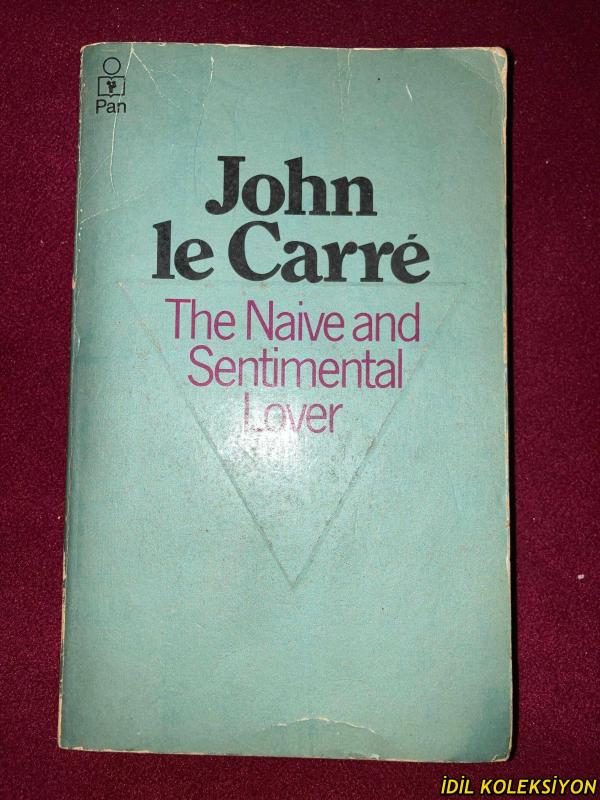 Pan
John
le Carré
The Naive and
Sentimental
Lover
İDİL KOLEKSİYON